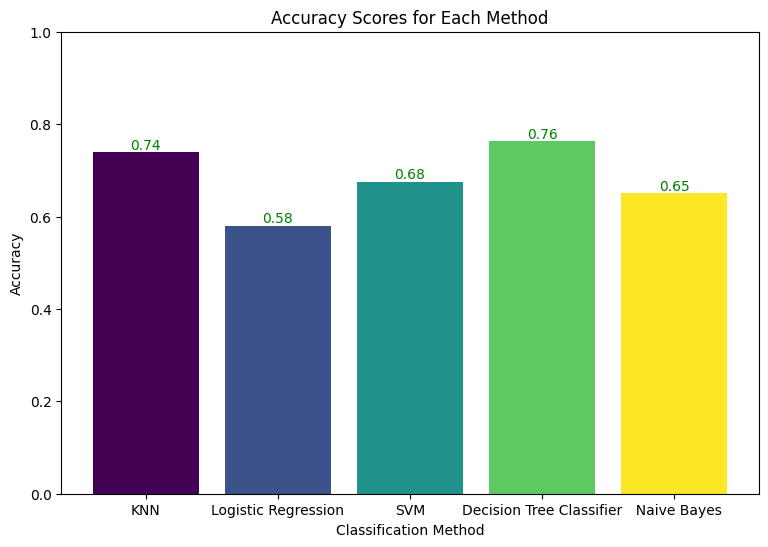 Accuracy Scores for Each Method
1.0
0.8
0.6
0.4
0.2
0.0
Accuracy
0.74
0.58
0.68
0.76
0.65
KNN
Logistic Regression
SVM
Decision Tree Classifier
Naive Bayes
Classification Method